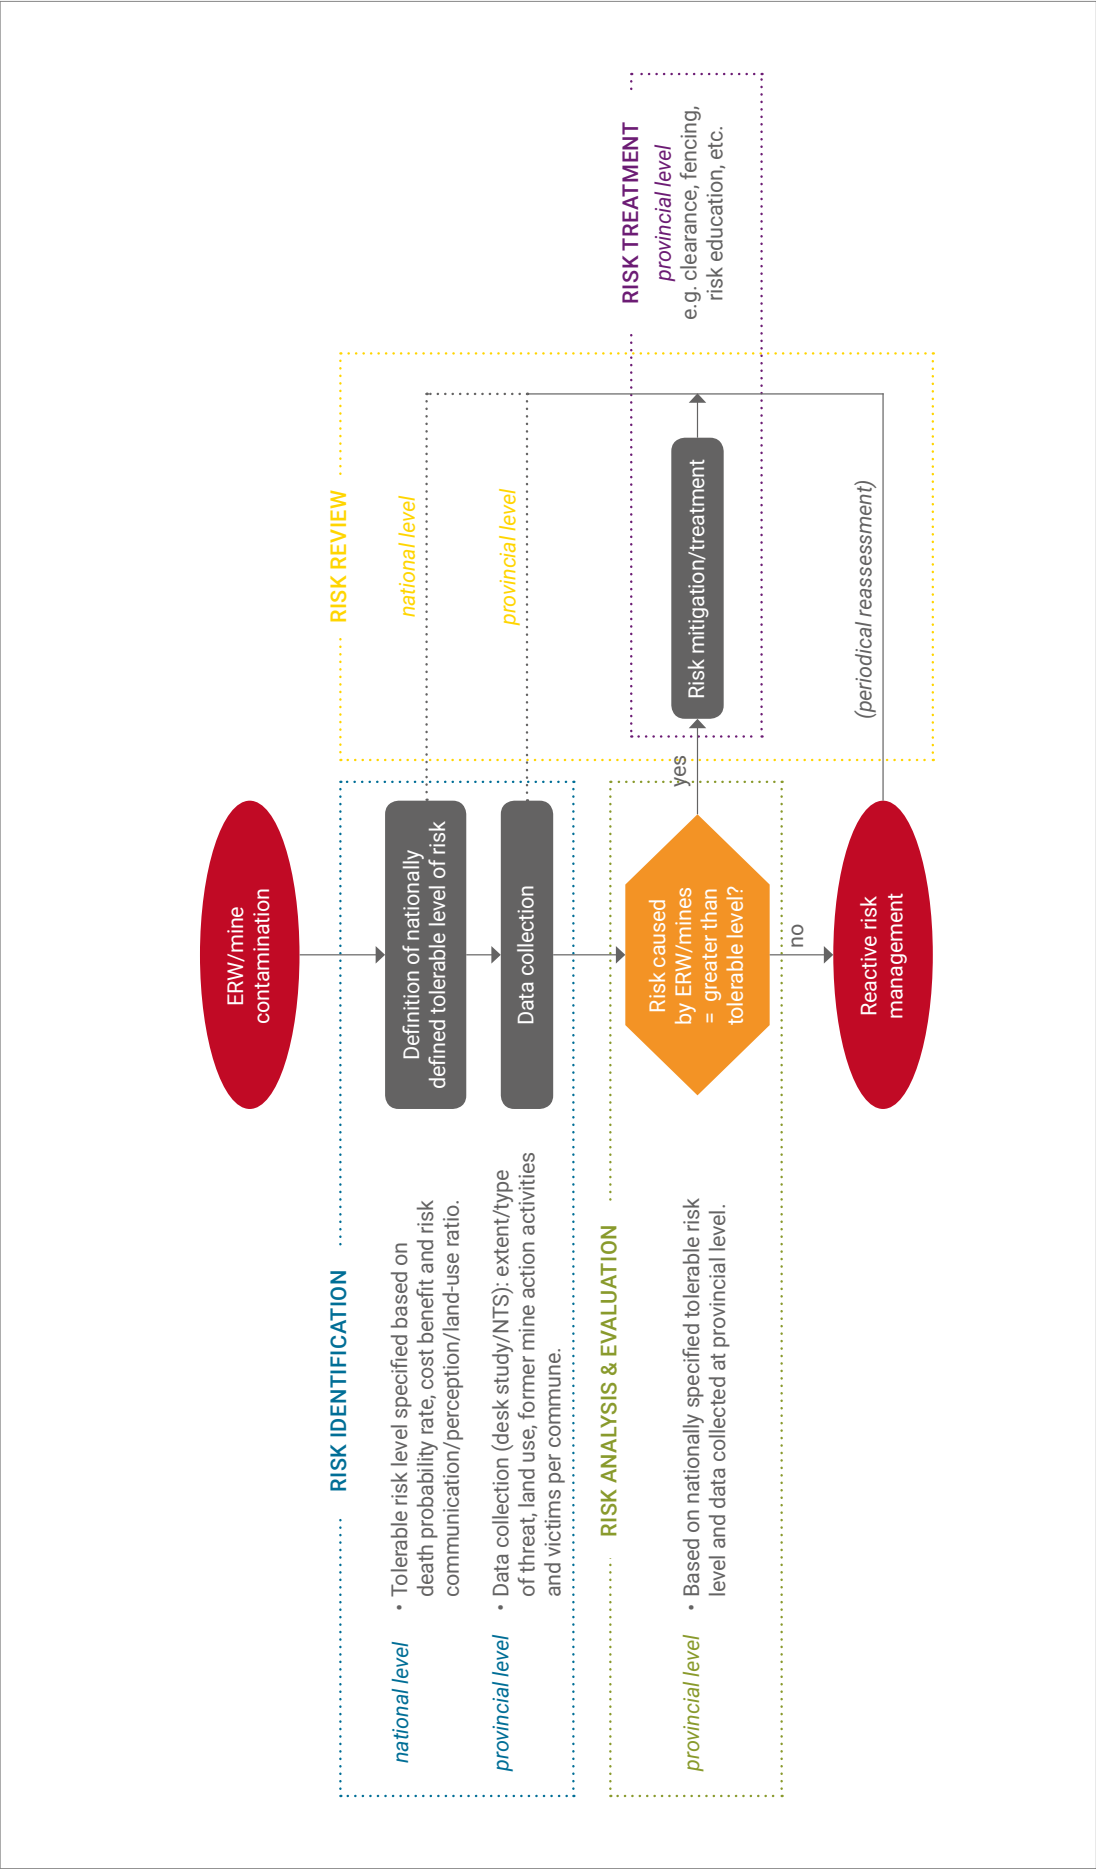 ERW/mine
contamination
RISK IDENTIFICATION
national level
• Tolerable risk level specified based on
death probability rate, cost benefit and risk
communication/perception/land-use ratio.
Definition of nationally
defined tolerable level of risk
provincial level
• Data collection (desk study/NTS): extent/type
of threat, land use, former mine action activities
and victims per commune.
Data collection
RISK REVIEW
national level
provincial level
RISK ANALYSIS & EVALUATION
provincial level
• Based on nationally specified tolerable risk
level and data collected at provincial level.
Risk caused
by ERW/mines
= greater than
tolerable level?
yes
Risk mitigation/treatment
RISK TREATMENT
provincial level
e.g. clearance, fencing,
risk education, etc.
no
Reactive risk
management
(periodical reassessment)